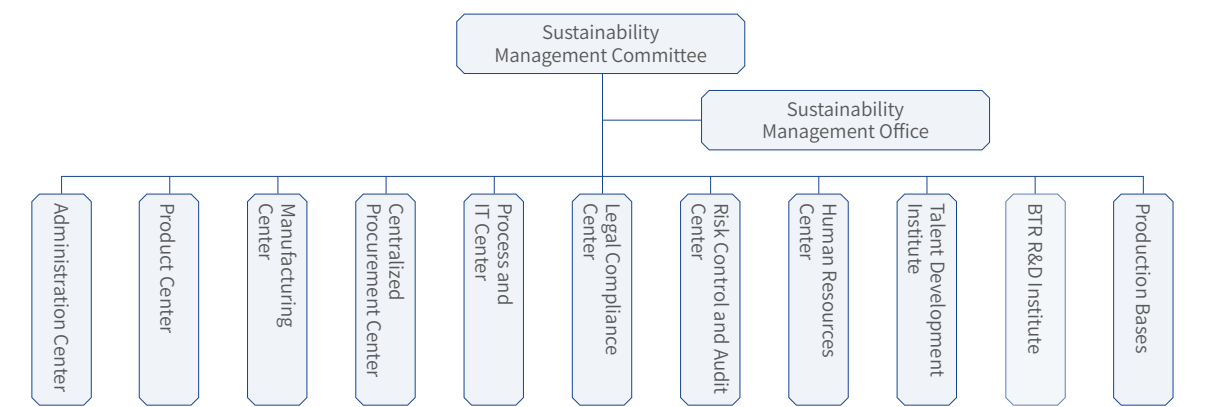 Sustainability
Management Committee
Sustainability
Management Office
Administration Center
Product Center
Manufacturing
Center
Centralized
Procurement Center
Process and
IT Center
Legal Compliance
Center
Risk Control and Audit
Center
Human Resources
Center
Talent Development
Institute
BTR R&D Institute
Production Bases